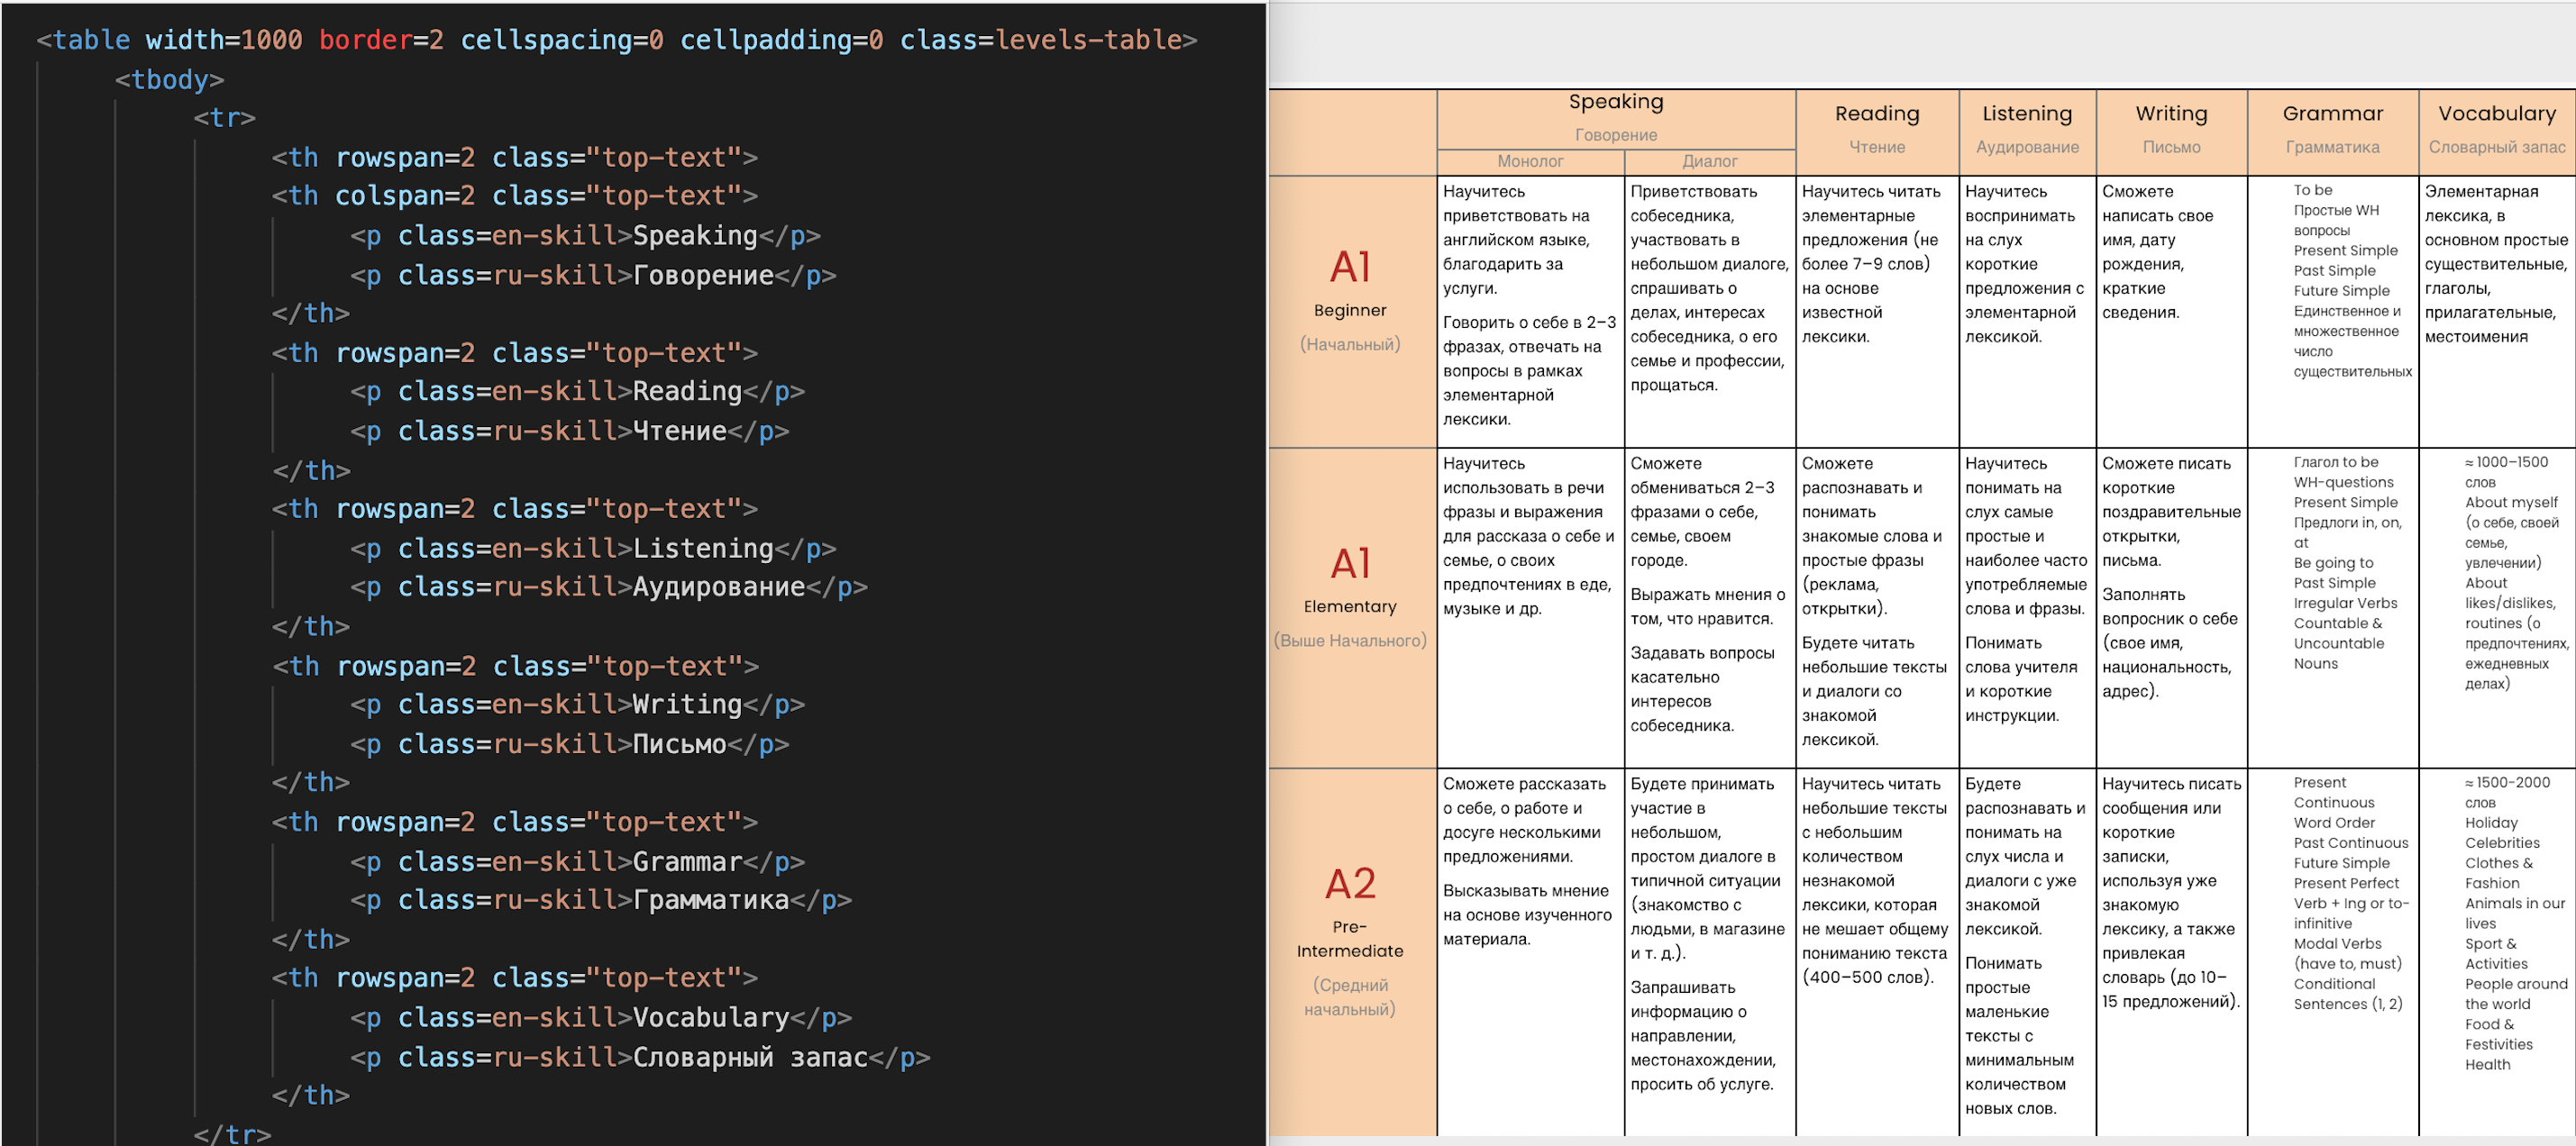 <table width=1000 border=2 cellspacing=0 cellpadding=0 class=levels-table>
<tbody>
<tr>
<th rowspan=2 class="top-text">
<th colspan=2 class="top-text">
<p class=en-skill>Speaking</p>
<p class=ru-skill>Говорение</p>
</th>
<th rowspan=2 class="top-text">
<p class=en-skill>Reading</p>
<p class=ru-skill>Чтение</p>
</th>
<th rowspan=2 class="top-text">
<p class=en-skill>Listening</p>
<p class=ru-skill>Аудирование</p>
</th>
<th rowspan=2 class="top-text">
<p class=en-skill>Writing</p>
<p class=ru-skill>Письмо</p>
</th>
<th rowspan=2 class="top-text">
<p class=en-skill>Grammar</p>
<p class=ru-skill>Грамматика</p>
</th>
<th rowspan=2 class="top-text">
<p class=en-skill>Vocabulary</p>
<p class=ru-skill>Словарный запас</p>
</th>
</tr>
Speaking
Говорение
Монолог
Диалог
Reading
Чтение
Listening
Аудирование
Writing
Письмо
Grammar
Грамматика
Vocabulary
Словарный запас
A1
Beginner
(Начальный)
Научитесь
приветствовать на
английском языке,
благодарить за
услуги.
Говорить о себе в 2–3
фразах, отвечать на
вопросы в рамках
элементарной
лексики.
Приветствовать
собеседника,
участвовать в
небольшом диалоге,
спрашивать о
делах, интересах
собеседника, о его
семье и профессии,
прощаться.
Научитесь читать
элементарные
предложения (не
более 7–9 слов)
на основе
известной
лексики.
Научитесь
воспринимать
на слух
короткие
предложения с
элементарной
лексикой.
Сможете
написать свое
имя, дату
рождения,
краткие
сведения.
To be
Простые WH
вопросы
Present Simple
Past Simple
Future Simple
Единственное и
множественное
число
существительных
Элементарная
лексика, в
основном простые
существительные,
глаголы,
прилагательные,
местоимения
A1
Elementary
(Выше Начального)
Научитесь
использовать в речи
фразы и выражения
для рассказа о себе и
семье, о своих
предпочтениях в еде,
музыке и др.
Сможете
обмениваться 2–3
фразами о себе,
семье, своем
городе.
Выражать мнения о
том, что нравится.
Задавать вопросы
касательно
интересов
собеседника.
Сможете
распознавать и
понимать
знакомые слова и
простые фразы
(реклама,
открытки).
Будете читать
небольшие тексты
и диалоги со
знакомой
лексикой.
Научитесь
понимать на
слух самые
простые и
наиболее часто
употребляемые
слова и фразы.
Понимать
слова учителя
и короткие
инструкции.
Сможете писать
короткие
поздравительные
открытки,
письма.
Заполнять
вопросник о себе
(свое имя,
национальность,
адрес).
Глагол to be
WH-questions
Present Simple
Предлоги in, on,
at
Be going to
Past Simple
Irregular Verbs
Countable &
Uncountable
Nouns
≈ 1000–1500
слов
About myself
(о себе, своей
семье,
увлечении)
About
likes/dislikes,
routines (о
предпочтениях,
ежедневных
делах)
A2
Pre-
Intermediate
(Средний
начальный)
Сможете рассказать
о себе, о работе и
досуге несколькими
предложениями.
Высказывать мнение
на основе изученного
материала.
Будете принимать
участие в
небольшом,
простом диалоге в
типичной ситуации
(знакомство с
людьми, в магазине
и т. д.).
Запрашивать
информацию о
направлении,
местонахождении,
просить об услуге.
Научитесь читать
небольшие тексты
с небольшим
количеством
незнакомой
лексики, которая
не мешает общему
пониманию текста
(400–500 слов).
Будете
распознавать и
понимать на
слух числа и
диалоги с уже
знакомой
лексикой.
Понимать
простые
маленькие
тексты с
минимальным
количеством
новых слов.
Научитесь писать
сообщения или
короткие
записки,
используя уже
знакомую
лексику, а также
привлекая
словарь (до 10–
15 предложений).
Present
Continuous
Word Order
Past Continuous
Future Simple
Present Perfect
Verb + Ing or to-
infinitive
Modal Verbs
(have to, must)
Conditional
Sentences (1, 2)
≈ 1500-2000
слов
Holiday
Celebrities
Clothes &
Fashion
Animals in our
lives
Sport &
Activities
People around
the world
Food &
Festivities
Health